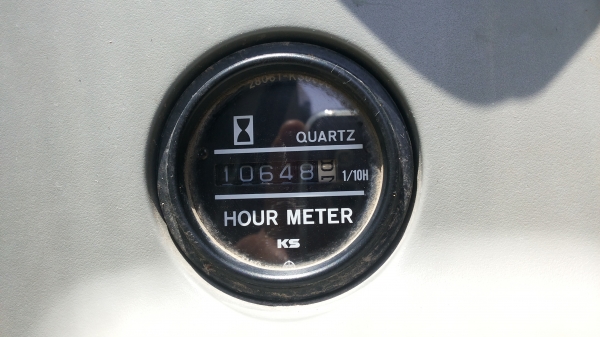 QUARTZ
10648
1/10H
HOUR METER
KS